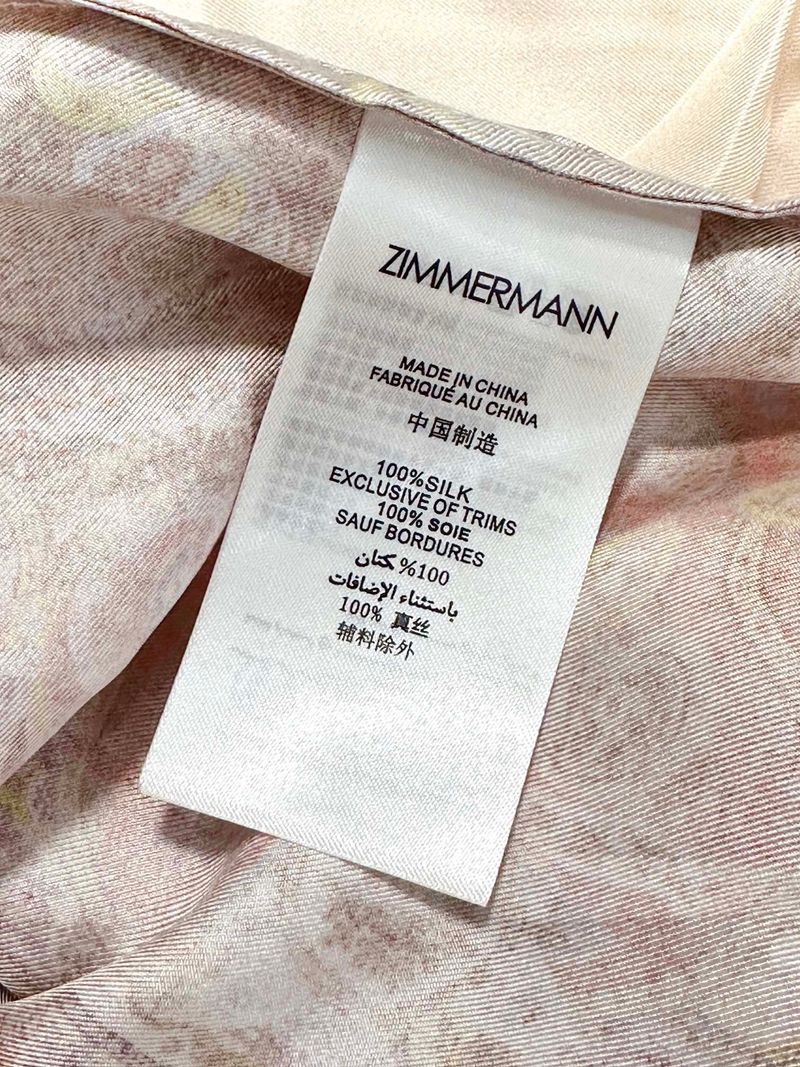 ZIMMERMANN
MADE IN CHINA
FABRIQUÉ AU CHINA
中国制造
100%SILK
EXCLUSIVE OF TRIMS
100% SOIE
SAUF BORDURES
100% كتان
باستثناء الإضافات
100% 真丝
辅料除外